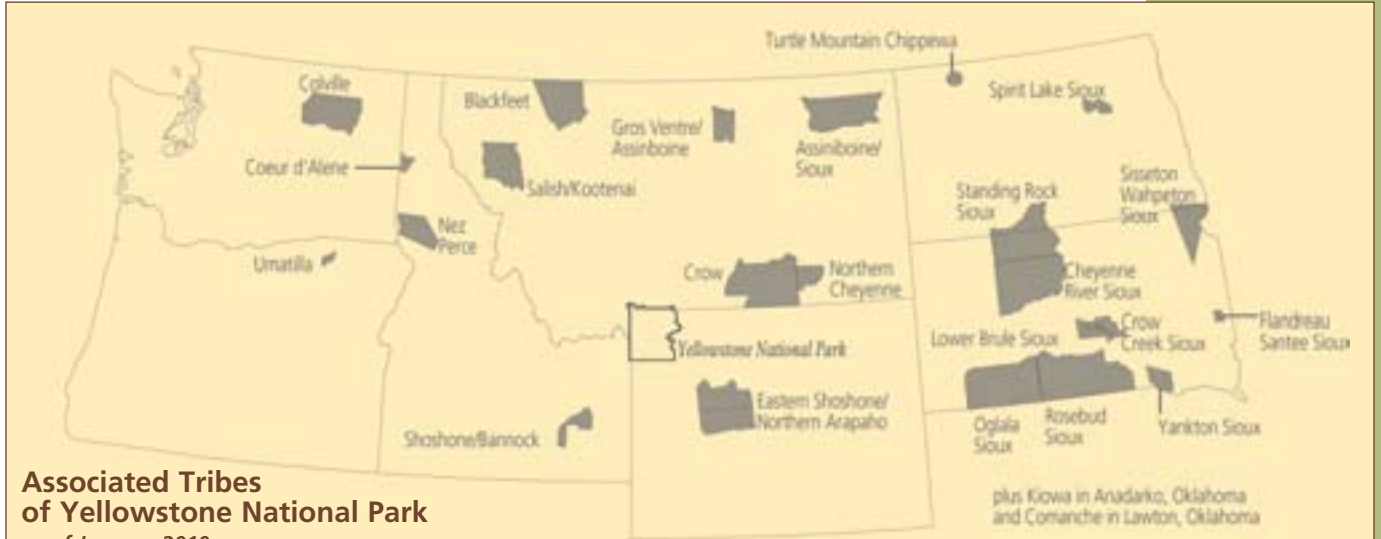 Turtle Mountain Chippewa
Colville
Blackfeet
Spirit Lake Sioux
Gros Ventre/
Assinboine
Assiniboine/
Sioux
Coeur d'Alene
Salish/Kootenai
Sisseton
Wahpeton
Sioux
Standing Rock
Sioux
Nez
Perce
Umatilla
Crow
Northern
Cheyenne
Cheyenne
River Sioux
Yellowstone National Park
Lower Brule Sioux
Crow
Creek Sioux
Flandreau
Santee Sioux
Eastern Shoshone/
Northern Arapaho
Shoshone/Bannock
Oglala
Sioux
Rosebud
Sioux
Yankton Sioux
Associated Tribes
of Yellowstone National Park
plus Kiowa in Anadarko, Oklahoma
and Comanche in Lawton, Oklahoma
2010